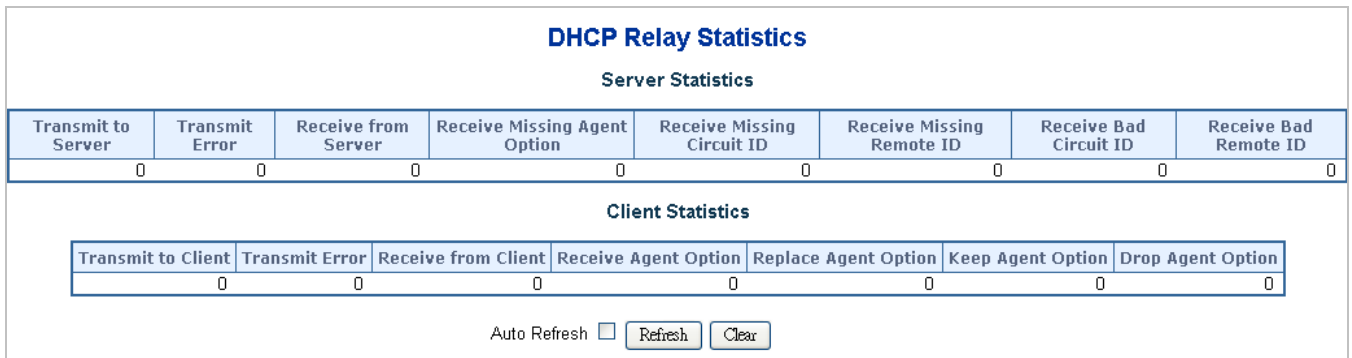 DHCP Relay Statistics
Server Statistics
Transmit to Server Transmit Error Receive from Server Receive Missing Agent Option Receive Missing Circuit ID Receive Missing Remote ID Receive Bad Circuit ID Receive Bad Remote ID
0 0 0 0 0 0 0 0
Client Statistics
Transmit to Client Transmit Error Receive from Client Receive Agent Option Replace Agent Option Keep Agent Option Drop Agent Option
0 0 0 0 0 0 0
Auto Refresh Refresh Clear